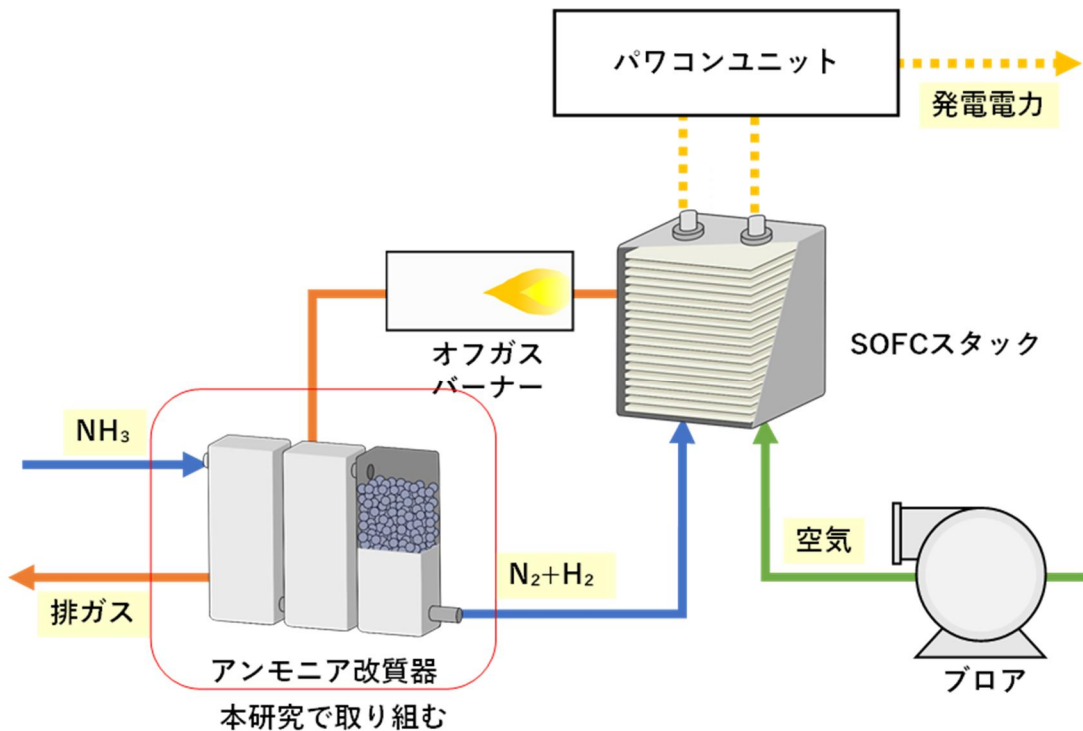 パワコンユニット
発電電力
SOFCスタック
オフガス
バーナー
NH₃
空気
N₂+H₂
排ガス
アンモニア改質器
ブロア
本研究で取り組む